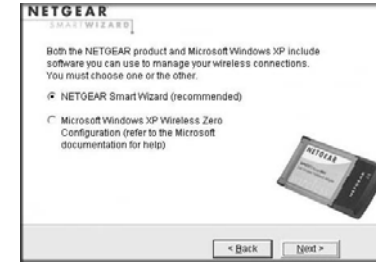 NETGEAR
SMARTWIZARD
Both the NETGEAR product and Microsoft Windows XP include
software you can use to manage your wireless connections.
You must choose one or the other.
NETGEAR Smart Wizard (recommended)
Microsoft Windows XP Wireless Zero
Configuration (refer to the Microsoft
documentation for help)
NETGEAR
< Back
Next >